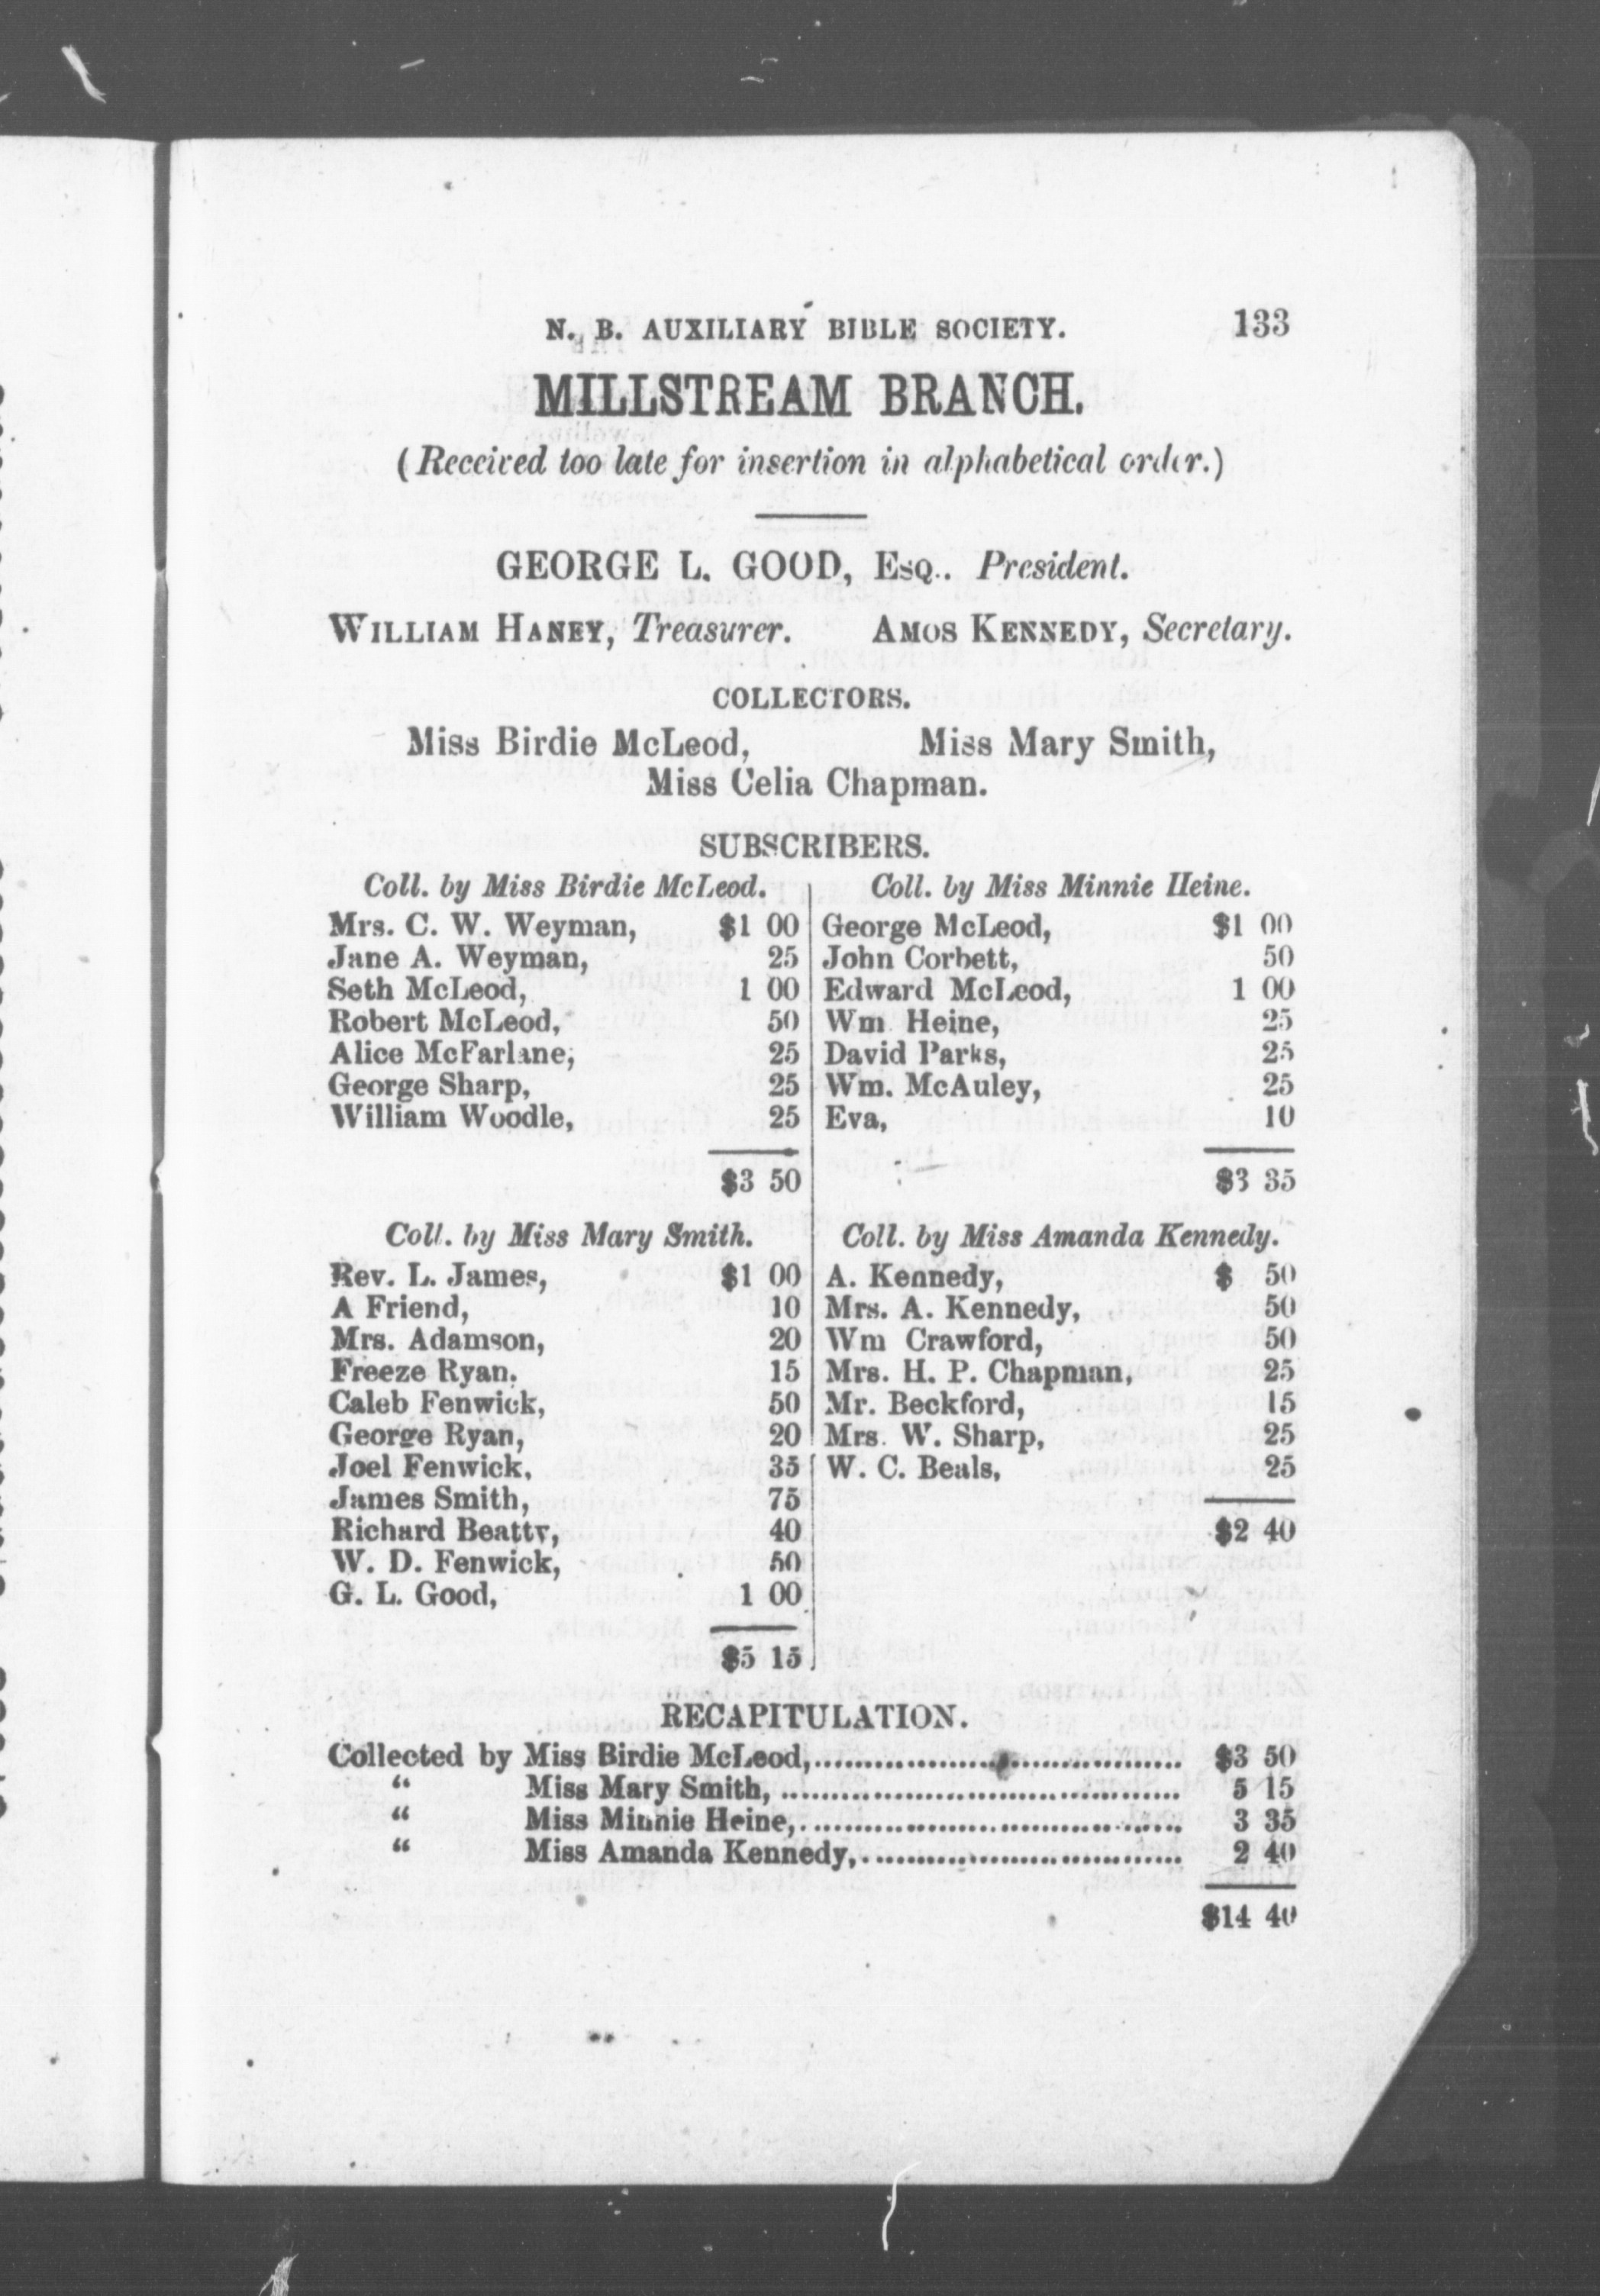 N. B. AUXILIARY BIBLE SOCIETY. 133
MILLSTREAM BRANCH.
(Received too late for insertion in alphabetical order.)
GEORGE L. GOOD, Esq.. President.
William Haney, Treasurer. Amos Kennedy, Secretary.
COLLECTORS.
Miss Birdie McLeod, Miss Mary Smith,
Miss Celia Chapman.
SUBSCRIBERS.
Coll. by Miss Birdie McLeod.
Mrs. C. W. Weyman, $1 00
Jane A. Weyman, 25
Seth McLeod, 1 00
Robert McLeod, 50
Alice McFarlane, 25
George Sharp, 25
William Woodle, 25
$3 50
Coll. by Miss Mary Smith.
Rev. L. James, $1 00
A Friend, 10
Mrs. Adamson, 20
Freeze Ryan. 15
Caleb Fenwick, 50
George Ryan, 20
Joel Fenwick, 35
James Smith, 75
Richard Beatty, 40
W. D. Fenwick, 50
G. L. Good, 1 00
$5 15
Coll. by Miss Minnie Heine.
George McLeod, $1 00
John Corbett, 50
Edward McLeod, 1 00
Wm Heine, 25
David Parks, 25
Wm. McAuley, 25
Eva, 10
$3 35
Coll. by Miss Amanda Kennedy.
A. Kennedy, $ 50
Mrs. A. Kennedy, 50
Wm Crawford, 50
Mrs. H. P. Chapman, 25
Mr. Beckford, 15
Mrs. W. Sharp, 25
W. C. Beals, 25
$2 40
RECAPITULATION.
Collected by Miss Birdie McLeod,.................................. $3 50
“ Miss Mary Smith, ..................................... 5 15
“ Miss Minnie Heine,................................... 3 35
“ Miss Amanda Kennedy,.............................. 2 40
$14 40